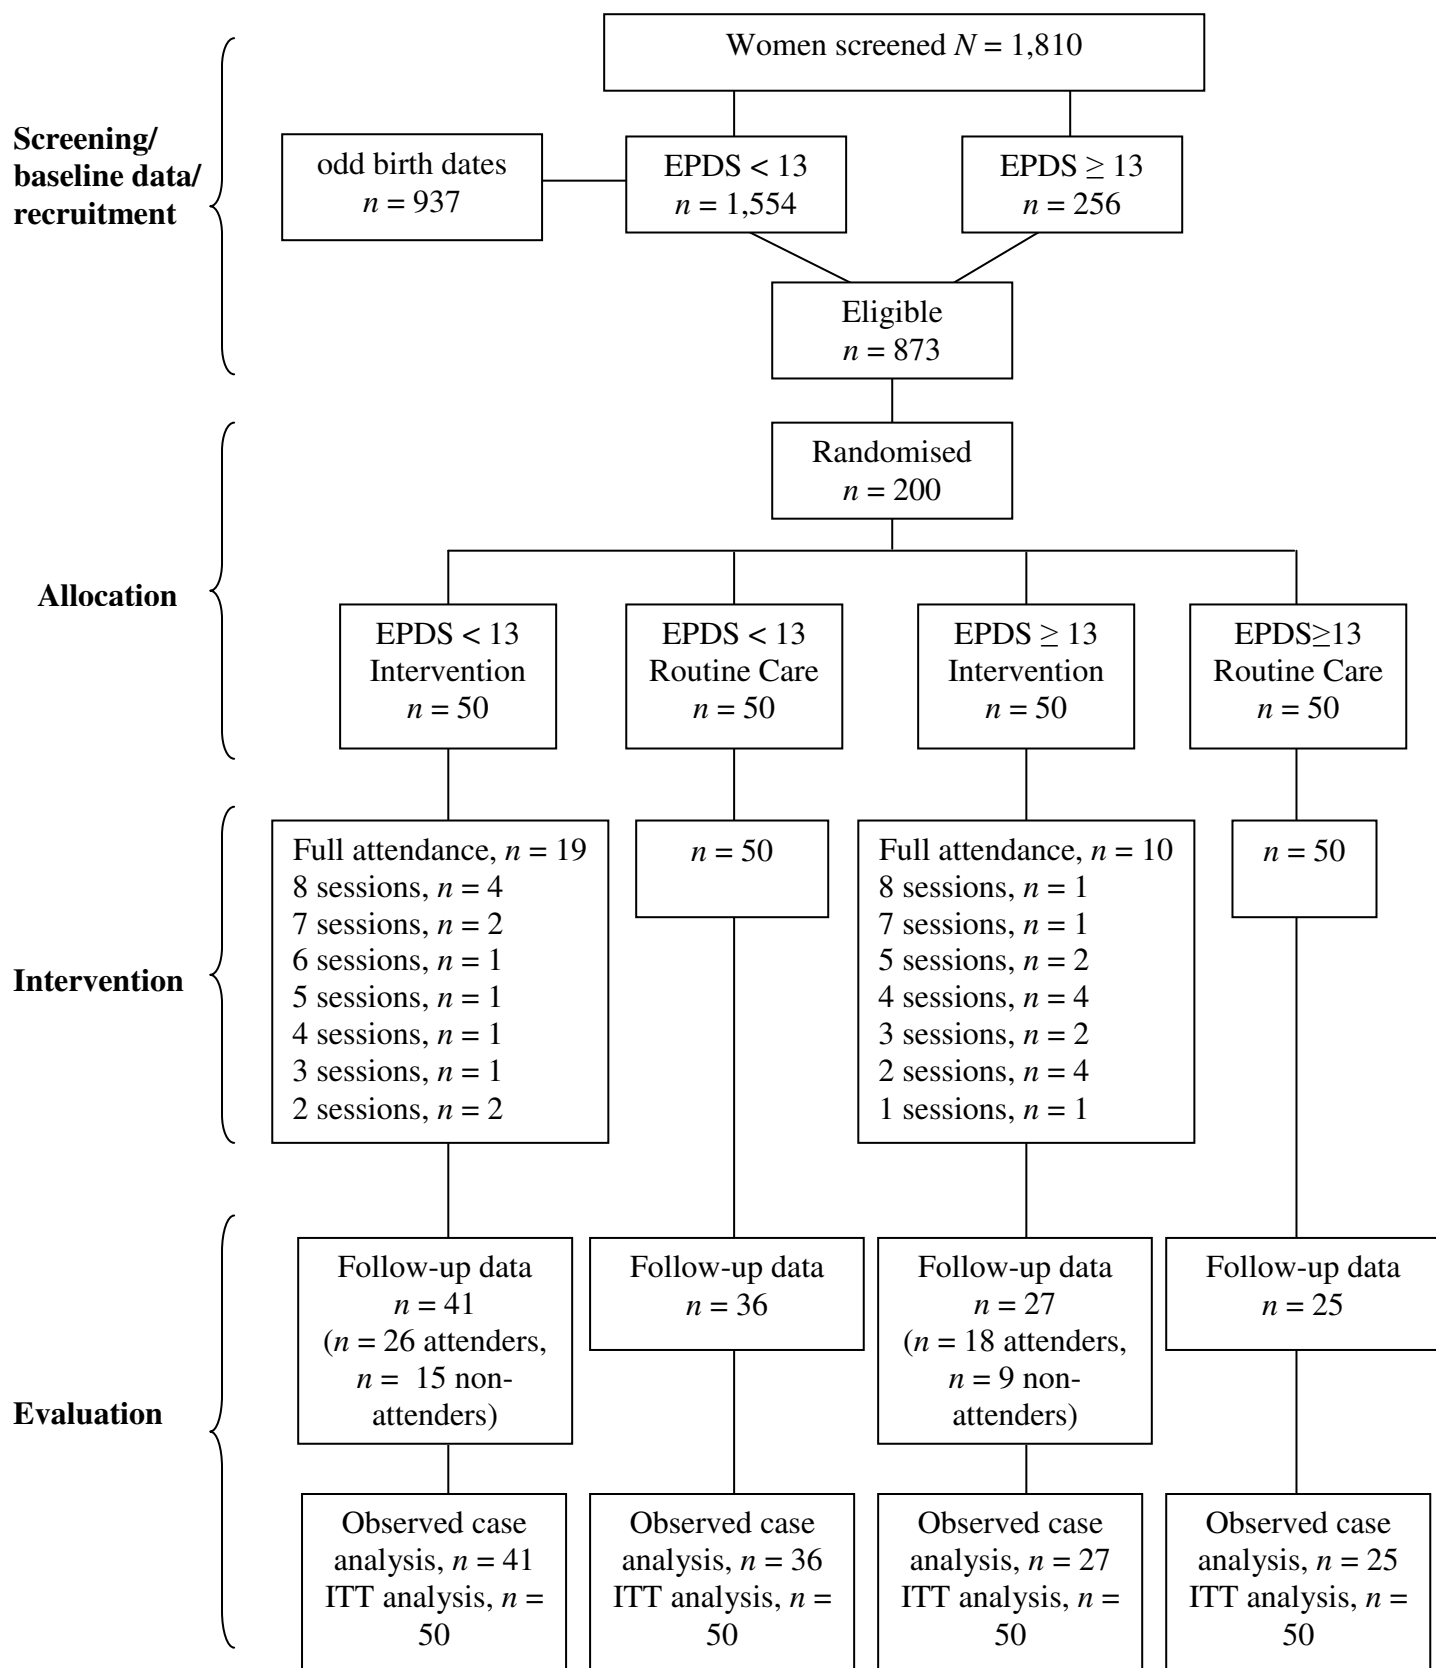 Women screened N = 1,810
Screening/
baseline data/
recruitment
odd birth dates
n = 937
EPDS < 13
n = 1,554
EPDS ≥ 13
n = 256
Eligible
n = 873
Randomised
n = 200
Allocation
EPDS < 13
Intervention
n = 50
EPDS < 13
Routine Care
n = 50
EPDS ≥ 13
Intervention
n = 50
EPDS≥13
Routine Care
n = 50
Intervention
Full attendance, n = 19
8 sessions, n = 4
7 sessions, n = 2
6 sessions, n = 1
5 sessions, n = 1
4 sessions, n = 1
3 sessions, n = 1
2 sessions, n = 2
n = 50
Full attendance, n = 10
8 sessions, n = 1
7 sessions, n = 1
5 sessions, n = 2
4 sessions, n = 4
3 sessions, n = 2
2 sessions, n = 4
1 sessions, n = 1
n = 50
Evaluation
Follow-up data
n = 41
(n = 26 attenders,
n = 15 non-
attenders)
Follow-up data
n = 36
Follow-up data
n = 27
(n = 18 attenders,
n = 9 non-
attenders)
Follow-up data
n = 25
Observed case
analysis, n = 41
ITT analysis, n =
50
Observed case
analysis, n = 36
ITT analysis, n =
50
Observed case
analysis, n = 27
ITT analysis, n =
50
Observed case
analysis, n = 25
ITT analysis, n =
50